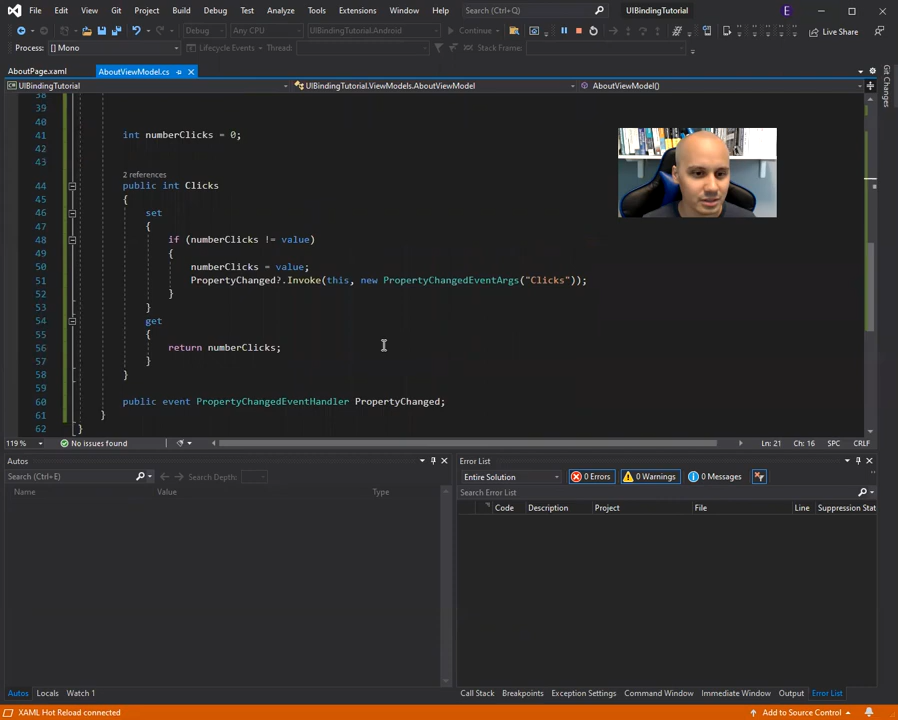 File Edit View Git Project Build Debug Test Analyze Tools Extensions Window Help Search (Ctrl+Q) UIBindingTutorial E
Debug Any CPU UIBindingTutorial.Android Continue Live Share
Process: [] Mono Lifecycle Events Thread: Stack Frame:
AboutPage.xaml AboutViewModel.cs
UIBindingTutorial UIBindingTutorial.ViewModels.AboutViewModel AboutViewModel()
Git Changes
38
39
40
41 int numberClicks = 0;
42
43
2 references
44 public int Clicks
45 {
46 set
47 {
48 if (numberClicks != value)
49 {
50 numberClicks = value;
51 PropertyChanged?.Invoke(this, new PropertyChangedEventArgs("Clicks"));
52 }
53 }
54 get
55 {
56 return numberClicks;
57 }
58 }
59
60 public event PropertyChangedEventHandler PropertyChanged;
61 }
62 }
119 % No issues found Ln: 21 Ch: 16 SPC CRLF
Autos
Search (Ctrl+E) Search Depth:
Name Value Type
Error List
Entire Solution 0 Errors 0 Warnings 0 Messages
Search Error List
Code Description Project File Line Suppression Stat
Autos Locals Watch 1
Call Stack Breakpoints Exception Settings Command Window Immediate Window Output Error List
XAML Hot Reload connected Add to Source Control